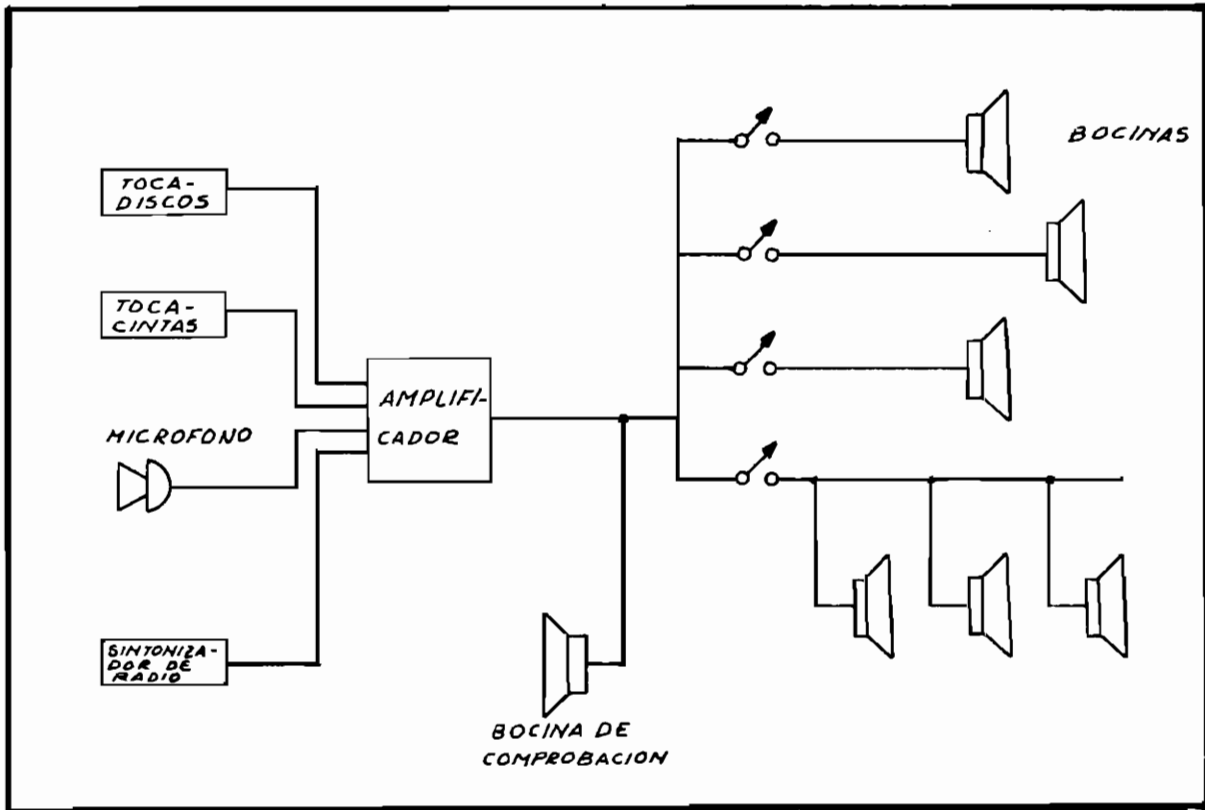 TOCA-
DISCOS
TOCA-
CINTAS
MICROFONO
SINTONIZA-
DOR DE
RADIO
AMPLIFI-
CADOR
BOCINA DE
COMPROBACION
BOCINAS